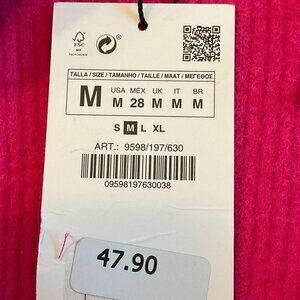 FSC
TALLA / SIZE / TAMANHO / TAILLE / MAAT / ΜΕΓΕΘΟΣ
M
USA MEX UK IT BR
M 28 M M M
S M L XL
ART.: 9598/197/630
09598197630038
47.90